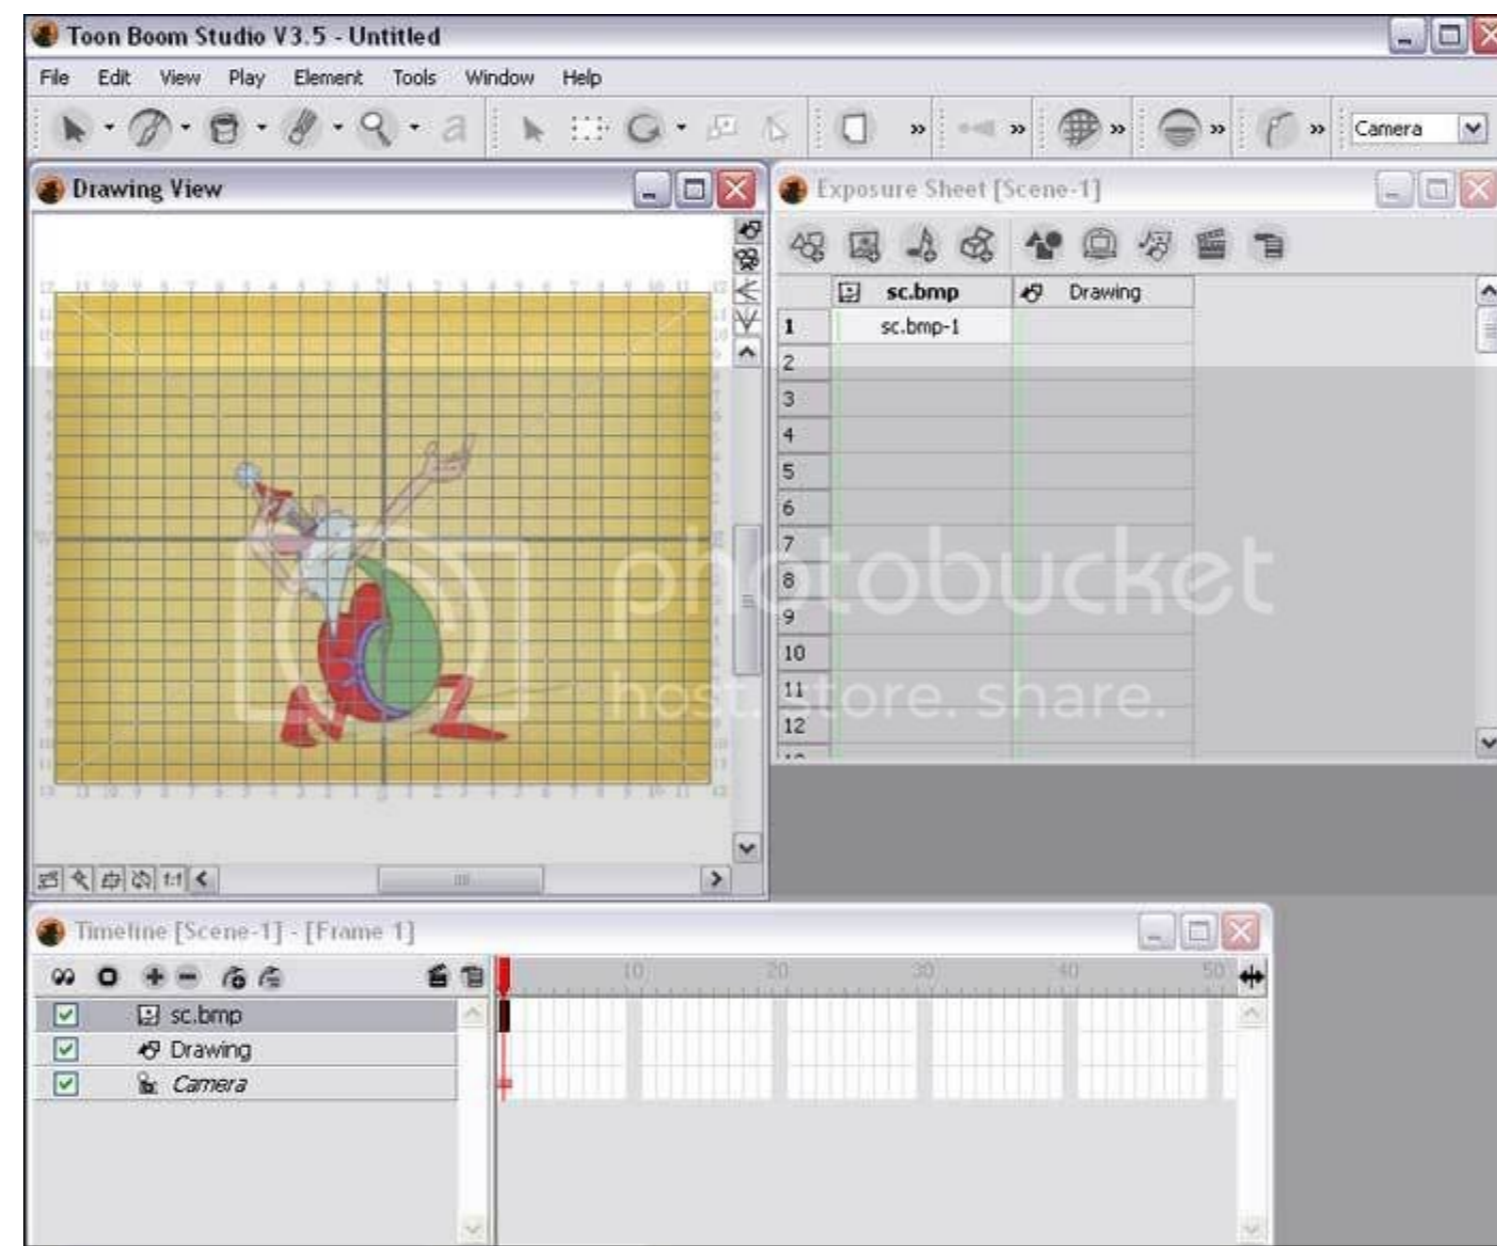 Toon Boom Studio V3.5 - Untitled
File Edit View Play Element Tools Window Help
a
Camera
Drawing View
Exposure Sheet [Scene-1]
sc.bmp Drawing
1 sc.bmp-1
2
3
4
5
6
7
8
9
10
11
12
photobucket
host. store. share.
1:1
Timeline [Scene-1] - [Frame 1]
10 20 30 40 50
sc.bmp
Drawing
Camera